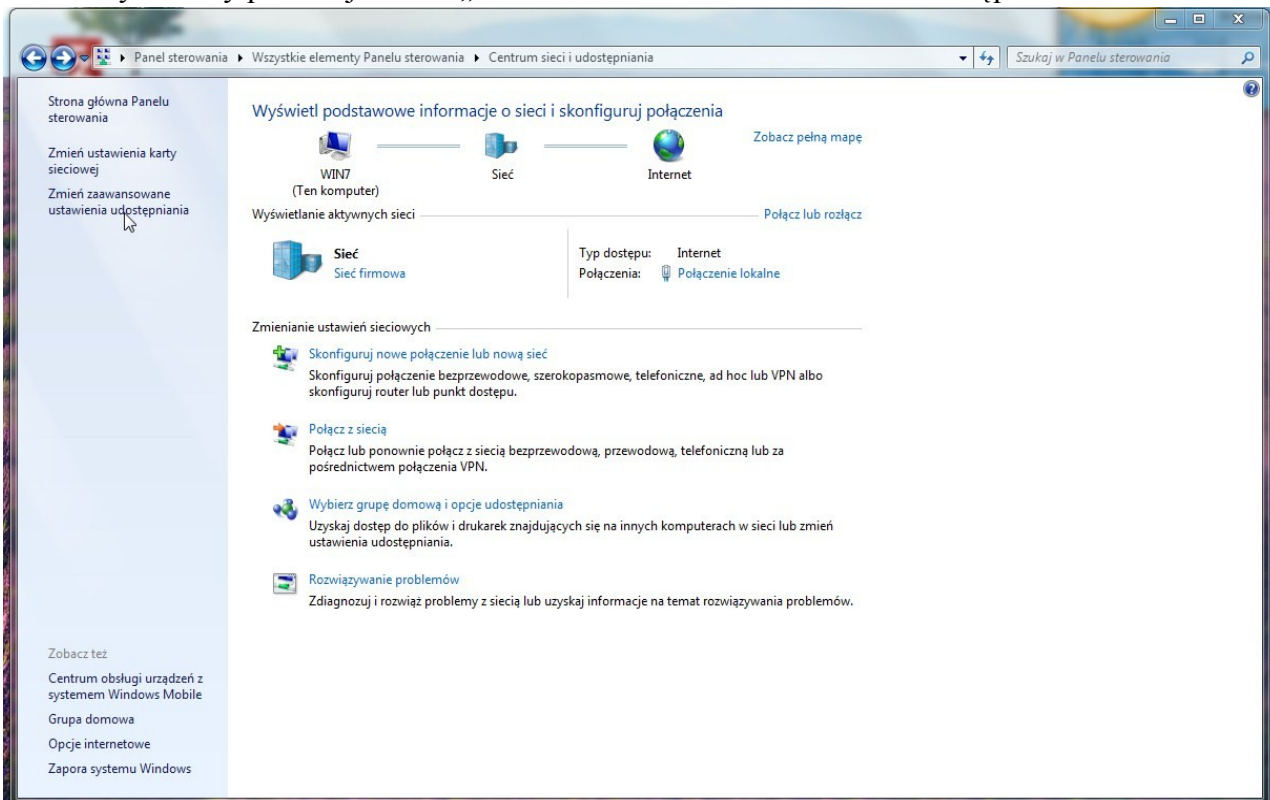 Panel sterowania
Wszystkie elementy Panelu sterowania
Centrum sieci i udostępniania
Szukaj w Panelu sterowania
Strona główna Panelu
sterowania
Zmień ustawienia karty
sieciowej
Zmień zaawansowane
ustawienia udostępniania
Wyświetl podstawowe informacje o sieci i skonfiguruj połączenia
Zobacz pełną mapę
WIN7
(Ten komputer)
Sieć
Internet
Wyświetlanie aktywnych sieci
Połącz lub rozłącz
Sieć
Sieć firmowa
Typ dostępu: Internet
Połączenia: Połączenie lokalne
Zmienianie ustawień sieciowych
Skonfiguruj nowe połączenie lub nową sieć
Skonfiguruj połączenie bezprzewodowe, szerokopasmowe, telefoniczne, ad hoc lub VPN albo
skonfiguruj router lub punkt dostępu.
Połącz z siecią
Połącz lub ponownie połącz z siecią bezprzewodową, przewodową, telefoniczną lub za
pośrednictwem połączenia VPN.
Wybierz grupę domową i opcje udostępniania
Uzyskaj dostęp do plików i drukarek znajdujących się na innych komputerach w sieci lub zmień
ustawienia udostępniania.
Rozwiązywanie problemów
Zdiagnozuj i rozwiąż problemy z siecią lub uzyskaj informacje na temat rozwiązywania problemów.
Zobacz też
Centrum obsługi urządzeń z
systemem Windows Mobile
Grupa domowa
Opcje internetowe
Zapora systemu Windows